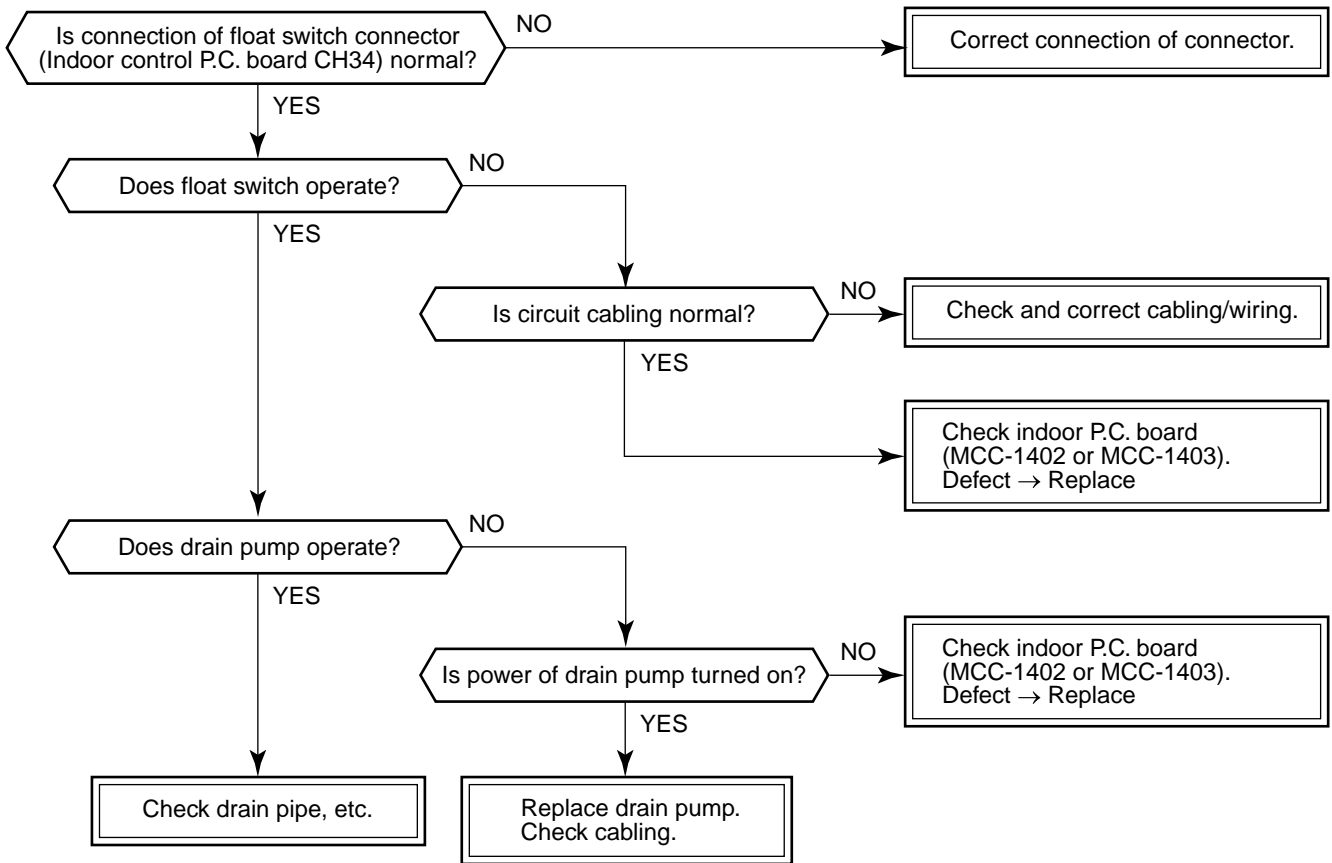 Is connection of float switch connector
(Indoor control P.C. board CH34) normal?
NO
Correct connection of connector.
YES
Does float switch operate?
NO
YES
Is circuit cabling normal?
NO
Check and correct cabling/wiring.
YES
Check indoor P.C. board
(MCC-1402 or MCC-1403).
Defect → Replace
Does drain pump operate?
NO
YES
Is power of drain pump turned on?
NO
Check indoor P.C. board
(MCC-1402 or MCC-1403).
Defect → Replace
YES
Check drain pipe, etc.
Replace drain pump.
Check cabling.